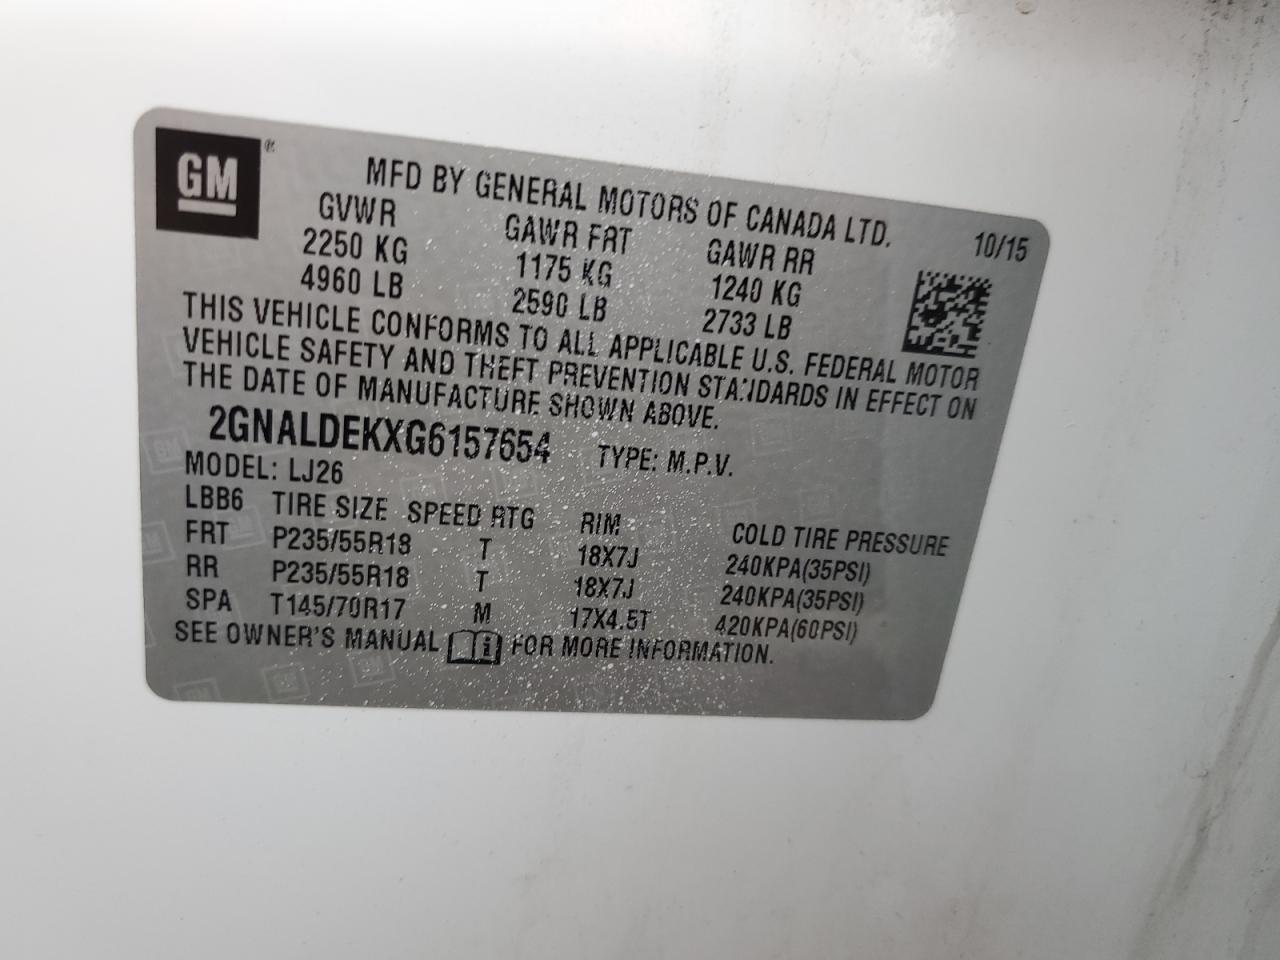 GM ®
MFD BY GENERAL MOTORS OF CANADA LTD.
10/15
GVWR GAWR FRT GAWR RR
2250 KG 1175 KG 1240 KG
4960 LB 2590 LB 2733 LB
THIS VEHICLE CONFORMS TO ALL APPLICABLE U.S. FEDERAL MOTOR
VEHICLE SAFETY AND THEFT PREVENTION STANDARDS IN EFFECT ON
THE DATE OF MANUFACTURE SHOWN ABOVE.
2GNALDEKXG6157654 TYPE: M.P.V.
MODEL: LJ26
LBB6 TIRE SIZE SPEED RTG RIM COLD TIRE PRESSURE
FRT P235/55R18 T 18X7J 240KPA(35PSI)
RR P235/55R18 T 18X7J 240KPA(35PSI)
SPA T145/70R17 M 17X4.5T 420KPA(60PSI)
SEE OWNER'S MANUAL FOR MORE INFORMATION.